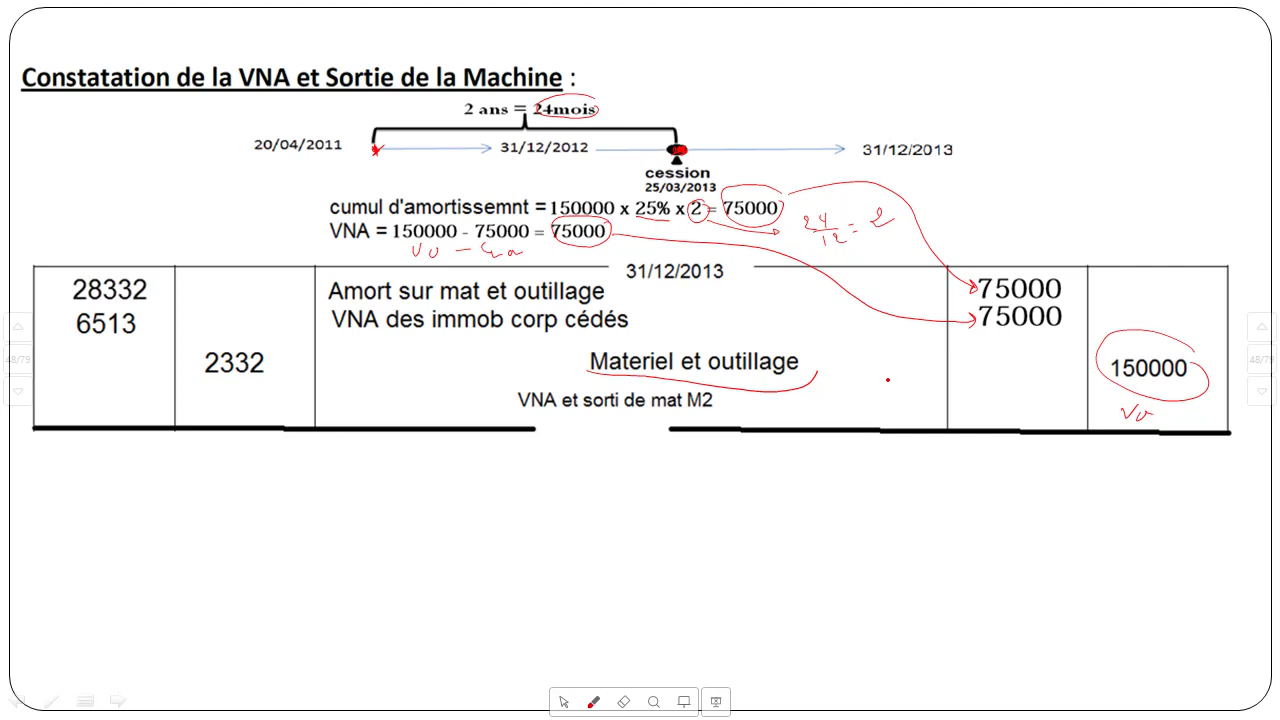 Constatation de la VNA et Sortie de la Machine :
2 ans = 24mois
20/04/2011 31/12/2012 31/12/2013
cession
25/03/2013
cumul d'amortissemnt = 150000 x 25% x 2 = 75000
24/12 = 2
VNA = 150000 - 75000 = 75000
31/12/2013
28332 Amort sur mat et outillage 75000
6513 VNA des immob corp cédés 75000
2332 Materiel et outillage 150000
VNA et sorti de mat M2
48/79 48/79